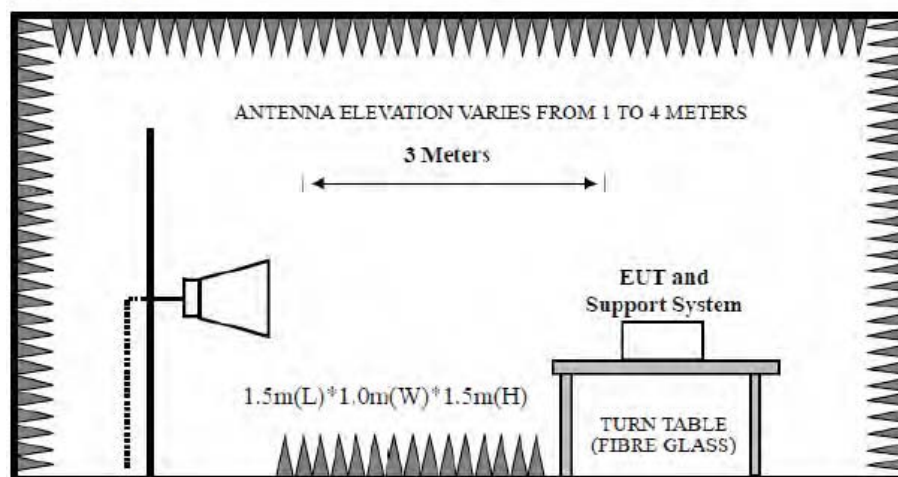 ANTENNA ELEVATION VARIES FROM 1 TO 4 METERS
3 Meters
EUT and
Support System
1.5m(L)*1.0m(W)*1.5m(H)
TURN TABLE
(FIBRE GLASS)